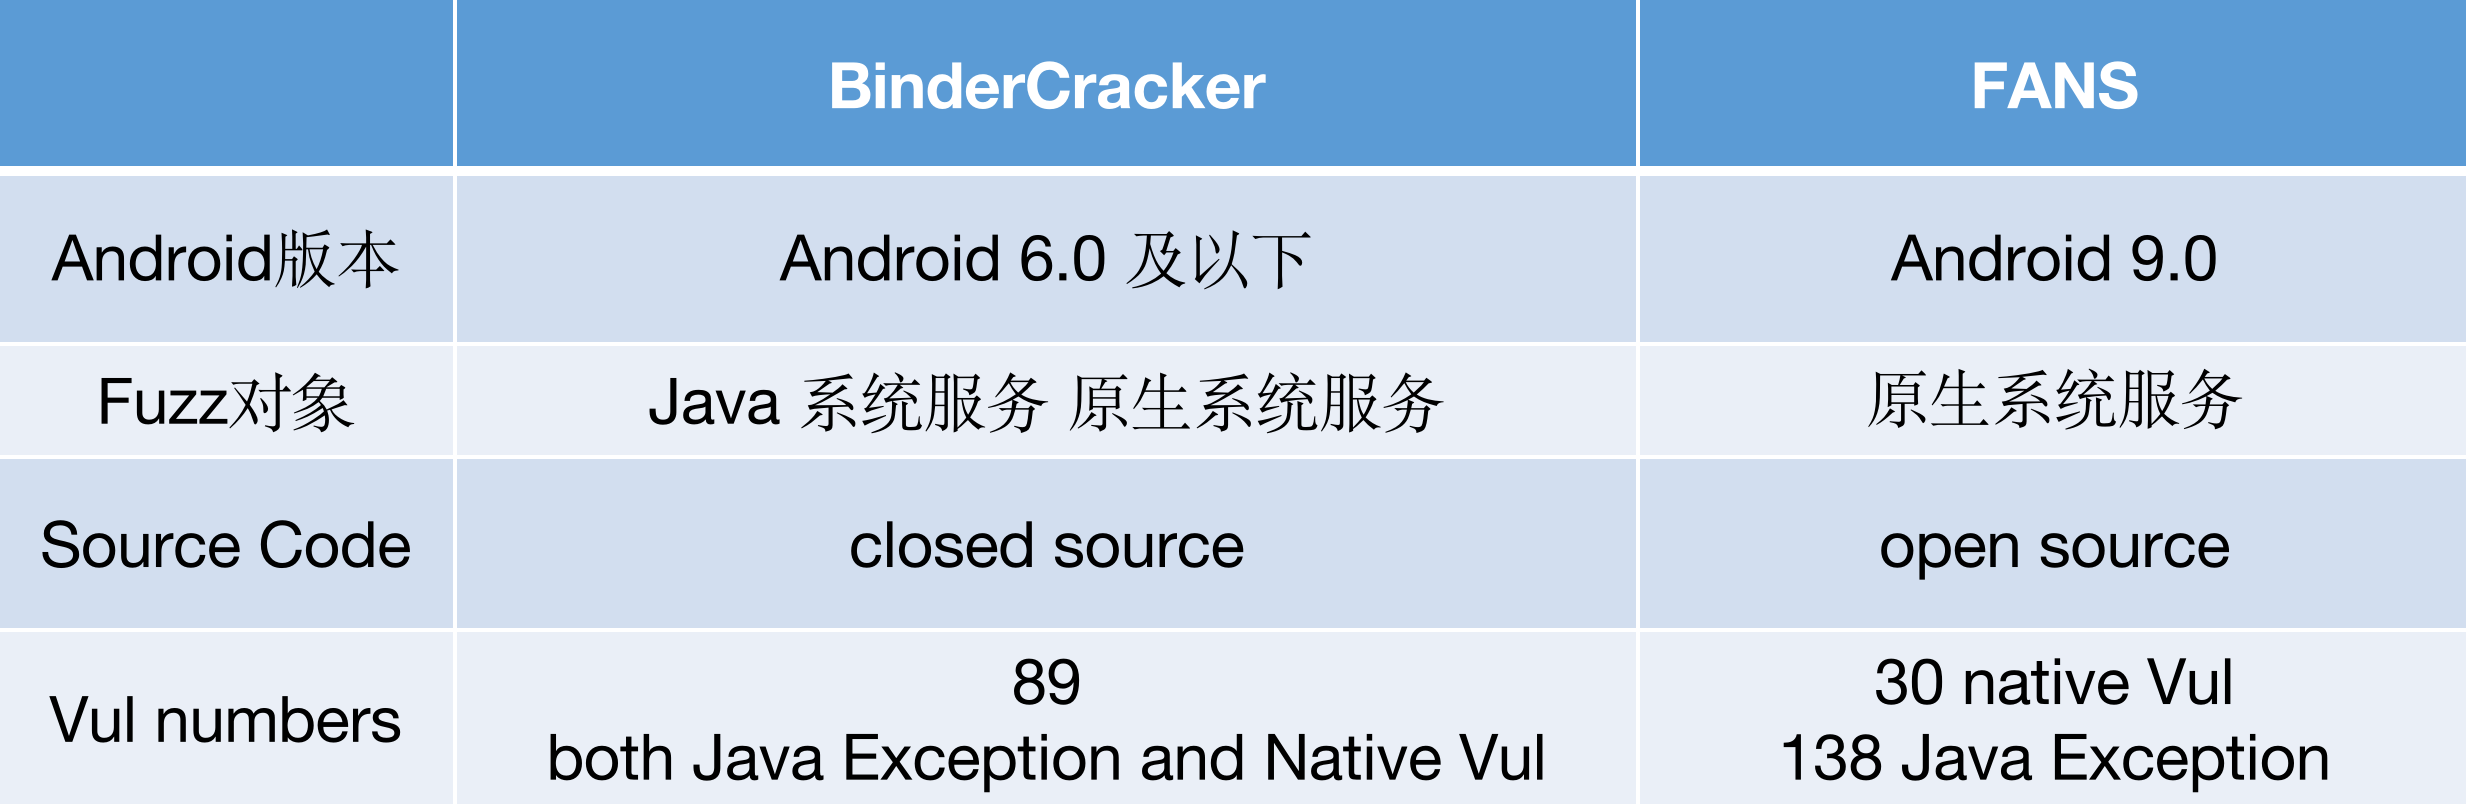 BinderCracker FANS
Android版本 Android 6.0 及以下 Android 9.0
Fuzz对象 Java 系统服务 原生系统服务 原生系统服务
Source Code closed source open source
Vul numbers
89
both Java Exception and Native Vul
30 native Vul
138 Java Exception